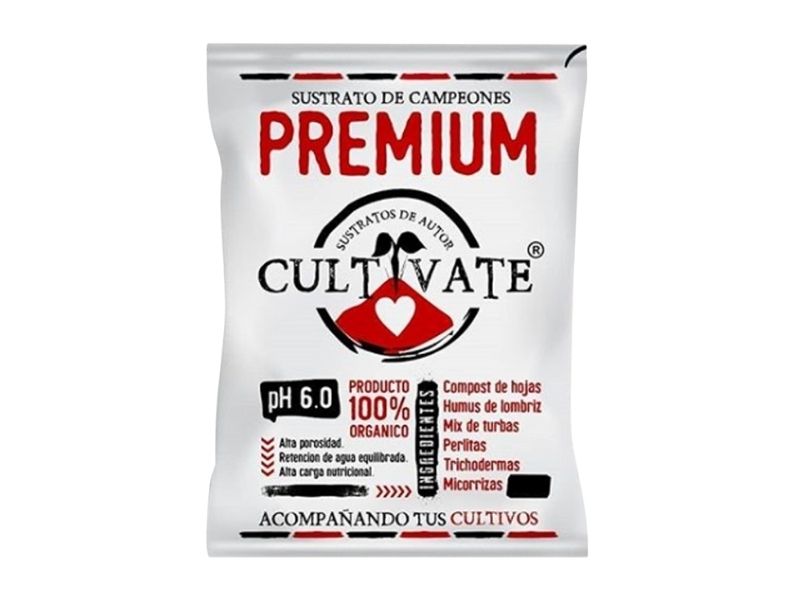 SUSTRATO DE CAMPEONES
PREMIUM
SUSTRATOS DE AUTOR
CULTIVATE®
pH 6.0
PRODUCTO
100%
ORGANICO
Alta porosidad.
Retencion de agua equilibrada.
Alta carga nutricional.
INGREDIENTES
Compost de hojas
Humus de lombriz
Mix de turbas
Perlitas
Trichodermas
Micorrizas
ACOMPAÑANDO TUS CULTIVOS